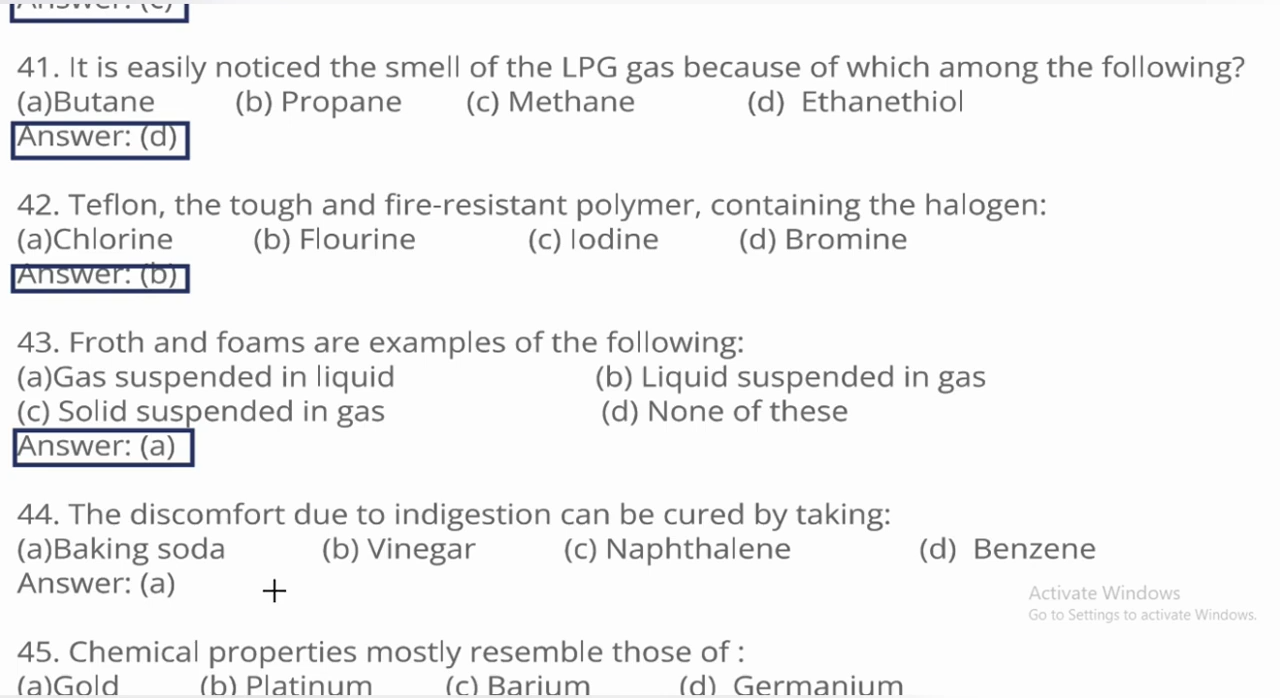 Answer: (c)
41. It is easily noticed the smell of the LPG gas because of which among the following?
(a)Butane (b) Propane (c) Methane (d) Ethanethiol
Answer: (d)
42. Teflon, the tough and fire-resistant polymer, containing the halogen:
(a)Chlorine (b) Flourine (c) Iodine (d) Bromine
Answer: (b)
43. Froth and foams are examples of the following:
(a)Gas suspended in liquid (b) Liquid suspended in gas
(c) Solid suspended in gas (d) None of these
Answer: (a)
44. The discomfort due to indigestion can be cured by taking:
(a)Baking soda (b) Vinegar (c) Naphthalene (d) Benzene
Answer: (a)
Activate Windows
Go to Settings to activate Windows.
45. Chemical properties mostly resemble those of :
(a)Gold (b) Platinum (c) Barium (d) Germanium